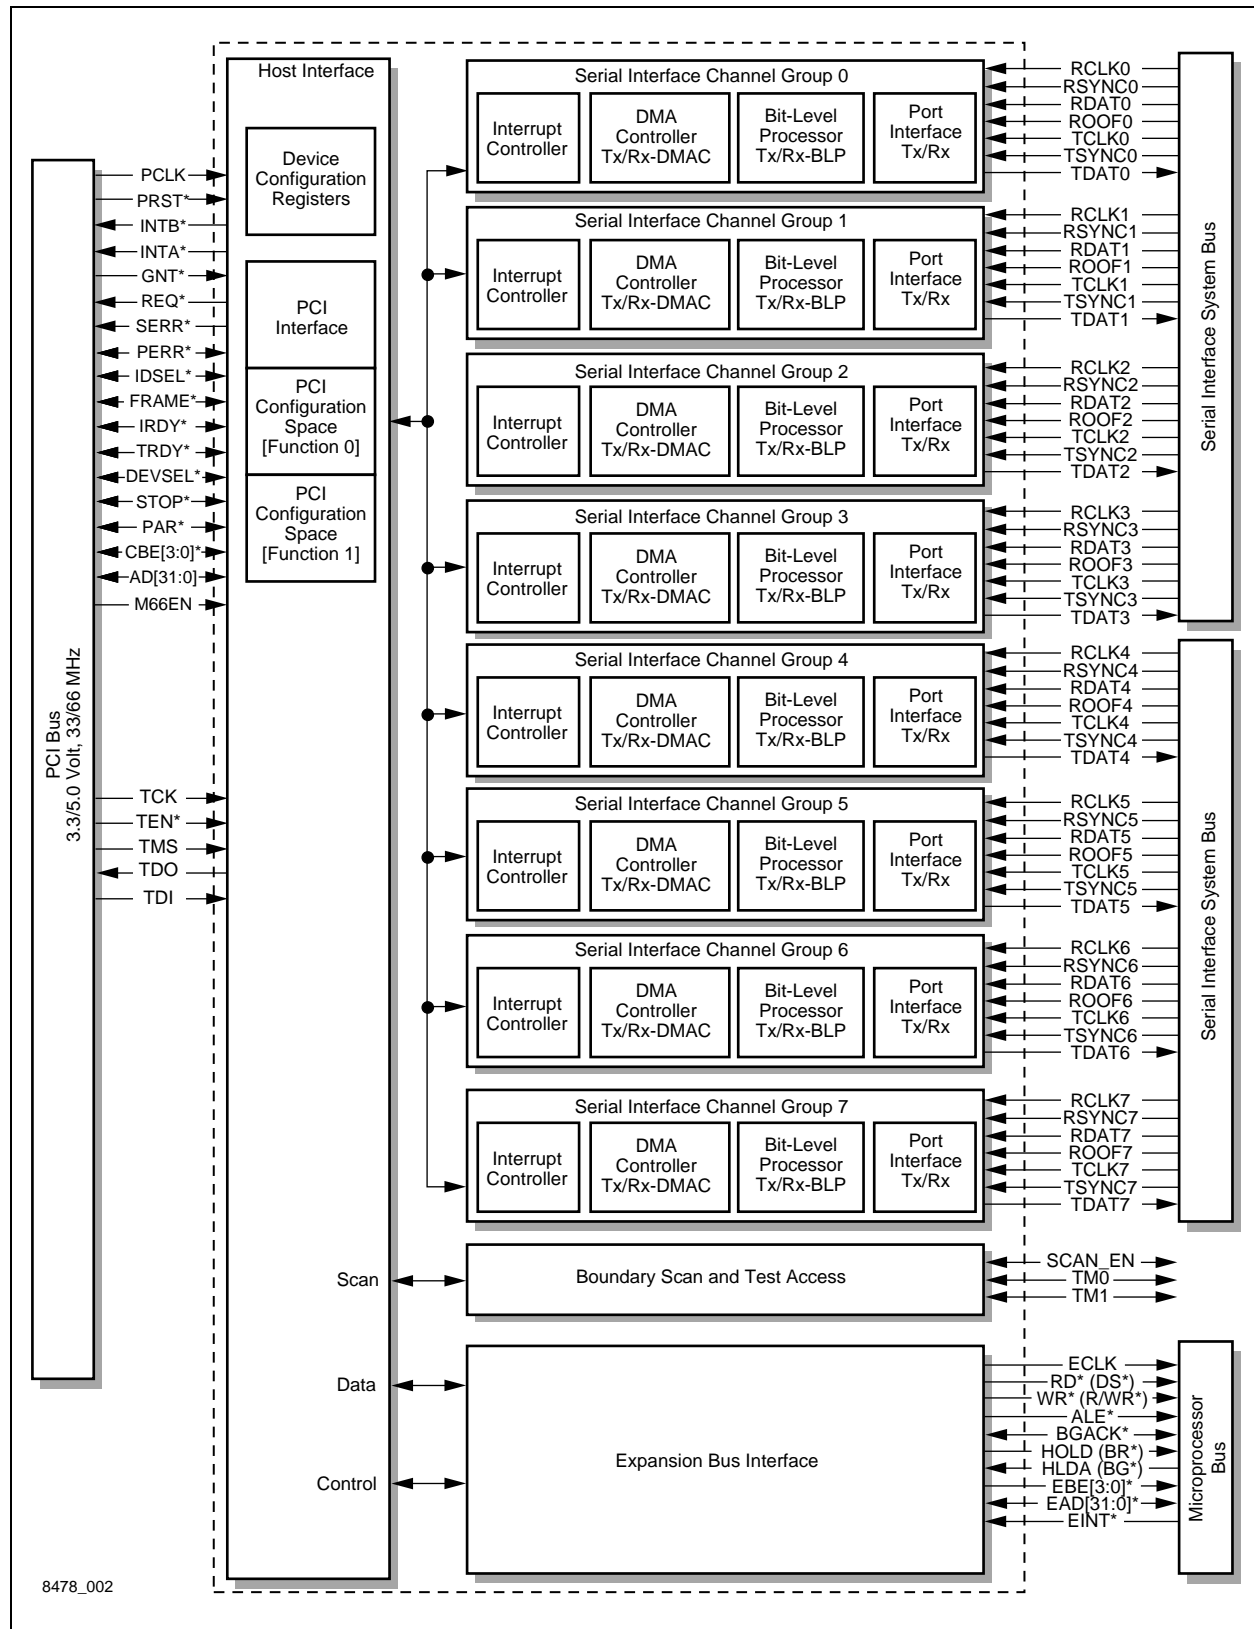 PCI Bus
3.3/5.0 Volt, 33/66 MHz
PCLK
PRST*
INTB*
INTA*
GNT*
REQ*
SERR*
PERR*
IDSEL*
FRAME*
IRDY*
TRDY*
DEVSEL*
STOP*
PAR*
CBE[3:0]*
AD[31:0]
M66EN
TCK
TEN*
TMS
TDO
TDI
Host Interface
Device
Configuration
Registers
PCI
Interface
PCI
Configuration
Space
[Function 0]
PCI
Configuration
Space
[Function 1]
Scan
Data
Control
Serial Interface Channel Group 0
Interrupt
Controller
DMA
Controller
Tx/Rx-DMAC
Bit-Level
Processor
Tx/Rx-BLP
Port
Interface
Tx/Rx
RCLK0
RSYNC0
RDAT0
ROOF0
TCLK0
TSYNC0
TDAT0
Serial Interface Channel Group 1
Interrupt
Controller
DMA
Controller
Tx/Rx-DMAC
Bit-Level
Processor
Tx/Rx-BLP
Port
Interface
Tx/Rx
RCLK1
RSYNC1
RDAT1
ROOF1
TCLK1
TSYNC1
TDAT1
Serial Interface Channel Group 2
Interrupt
Controller
DMA
Controller
Tx/Rx-DMAC
Bit-Level
Processor
Tx/Rx-BLP
Port
Interface
Tx/Rx
RCLK2
RSYNC2
RDAT2
ROOF2
TCLK2
TSYNC2
TDAT2
Serial Interface Channel Group 3
Interrupt
Controller
DMA
Controller
Tx/Rx-DMAC
Bit-Level
Processor
Tx/Rx-BLP
Port
Interface
Tx/Rx
RCLK3
RSYNC3
RDAT3
ROOF3
TCLK3
TSYNC3
TDAT3
Serial Interface System Bus
Serial Interface Channel Group 4
Interrupt
Controller
DMA
Controller
Tx/Rx-DMAC
Bit-Level
Processor
Tx/Rx-BLP
Port
Interface
Tx/Rx
RCLK4
RSYNC4
RDAT4
ROOF4
TCLK4
TSYNC4
TDAT4
Serial Interface Channel Group 5
Interrupt
Controller
DMA
Controller
Tx/Rx-DMAC
Bit-Level
Processor
Tx/Rx-BLP
Port
Interface
Tx/Rx
RCLK5
RSYNC5
RDAT5
ROOF5
TCLK5
TSYNC5
TDAT5
Serial Interface Channel Group 6
Interrupt
Controller
DMA
Controller
Tx/Rx-DMAC
Bit-Level
Processor
Tx/Rx-BLP
Port
Interface
Tx/Rx
RCLK6
RSYNC6
RDAT6
ROOF6
TCLK6
TSYNC6
TDAT6
Serial Interface Channel Group 7
Interrupt
Controller
DMA
Controller
Tx/Rx-DMAC
Bit-Level
Processor
Tx/Rx-BLP
Port
Interface
Tx/Rx
RCLK7
RSYNC7
RDAT7
ROOF7
TCLK7
TSYNC7
TDAT7
Serial Interface System Bus
Boundary Scan and Test Access
SCAN_EN
TM0
TM1
Expansion Bus Interface
ECLK
RD* (DS*)
WR* (R/WR*)
ALE*
BGACK*
HOLD (BR*)
HLDA (BG*)
EBE[3:0]*
EAD[31:0]*
EINT*
Microprocessor
Bus
8478_002